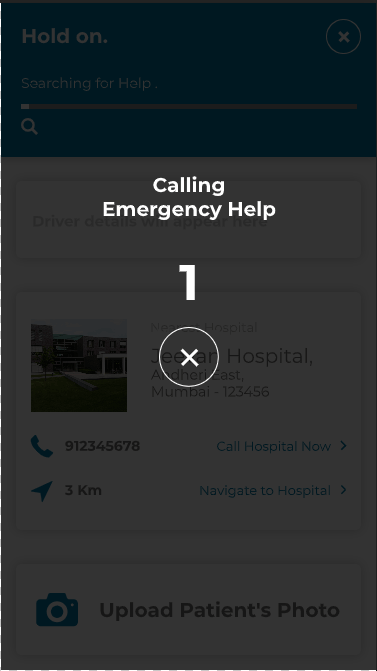 Hold on.
Searching for Help .
Calling
Emergency Help
Driver details will appear here
1
Nearest Hospital
Jeevan Hospital,
Andheri East,
Mumbai - 123456
912345678
Call Hospital Now
3 Km
Navigate to Hospital
Upload Patient's Photo